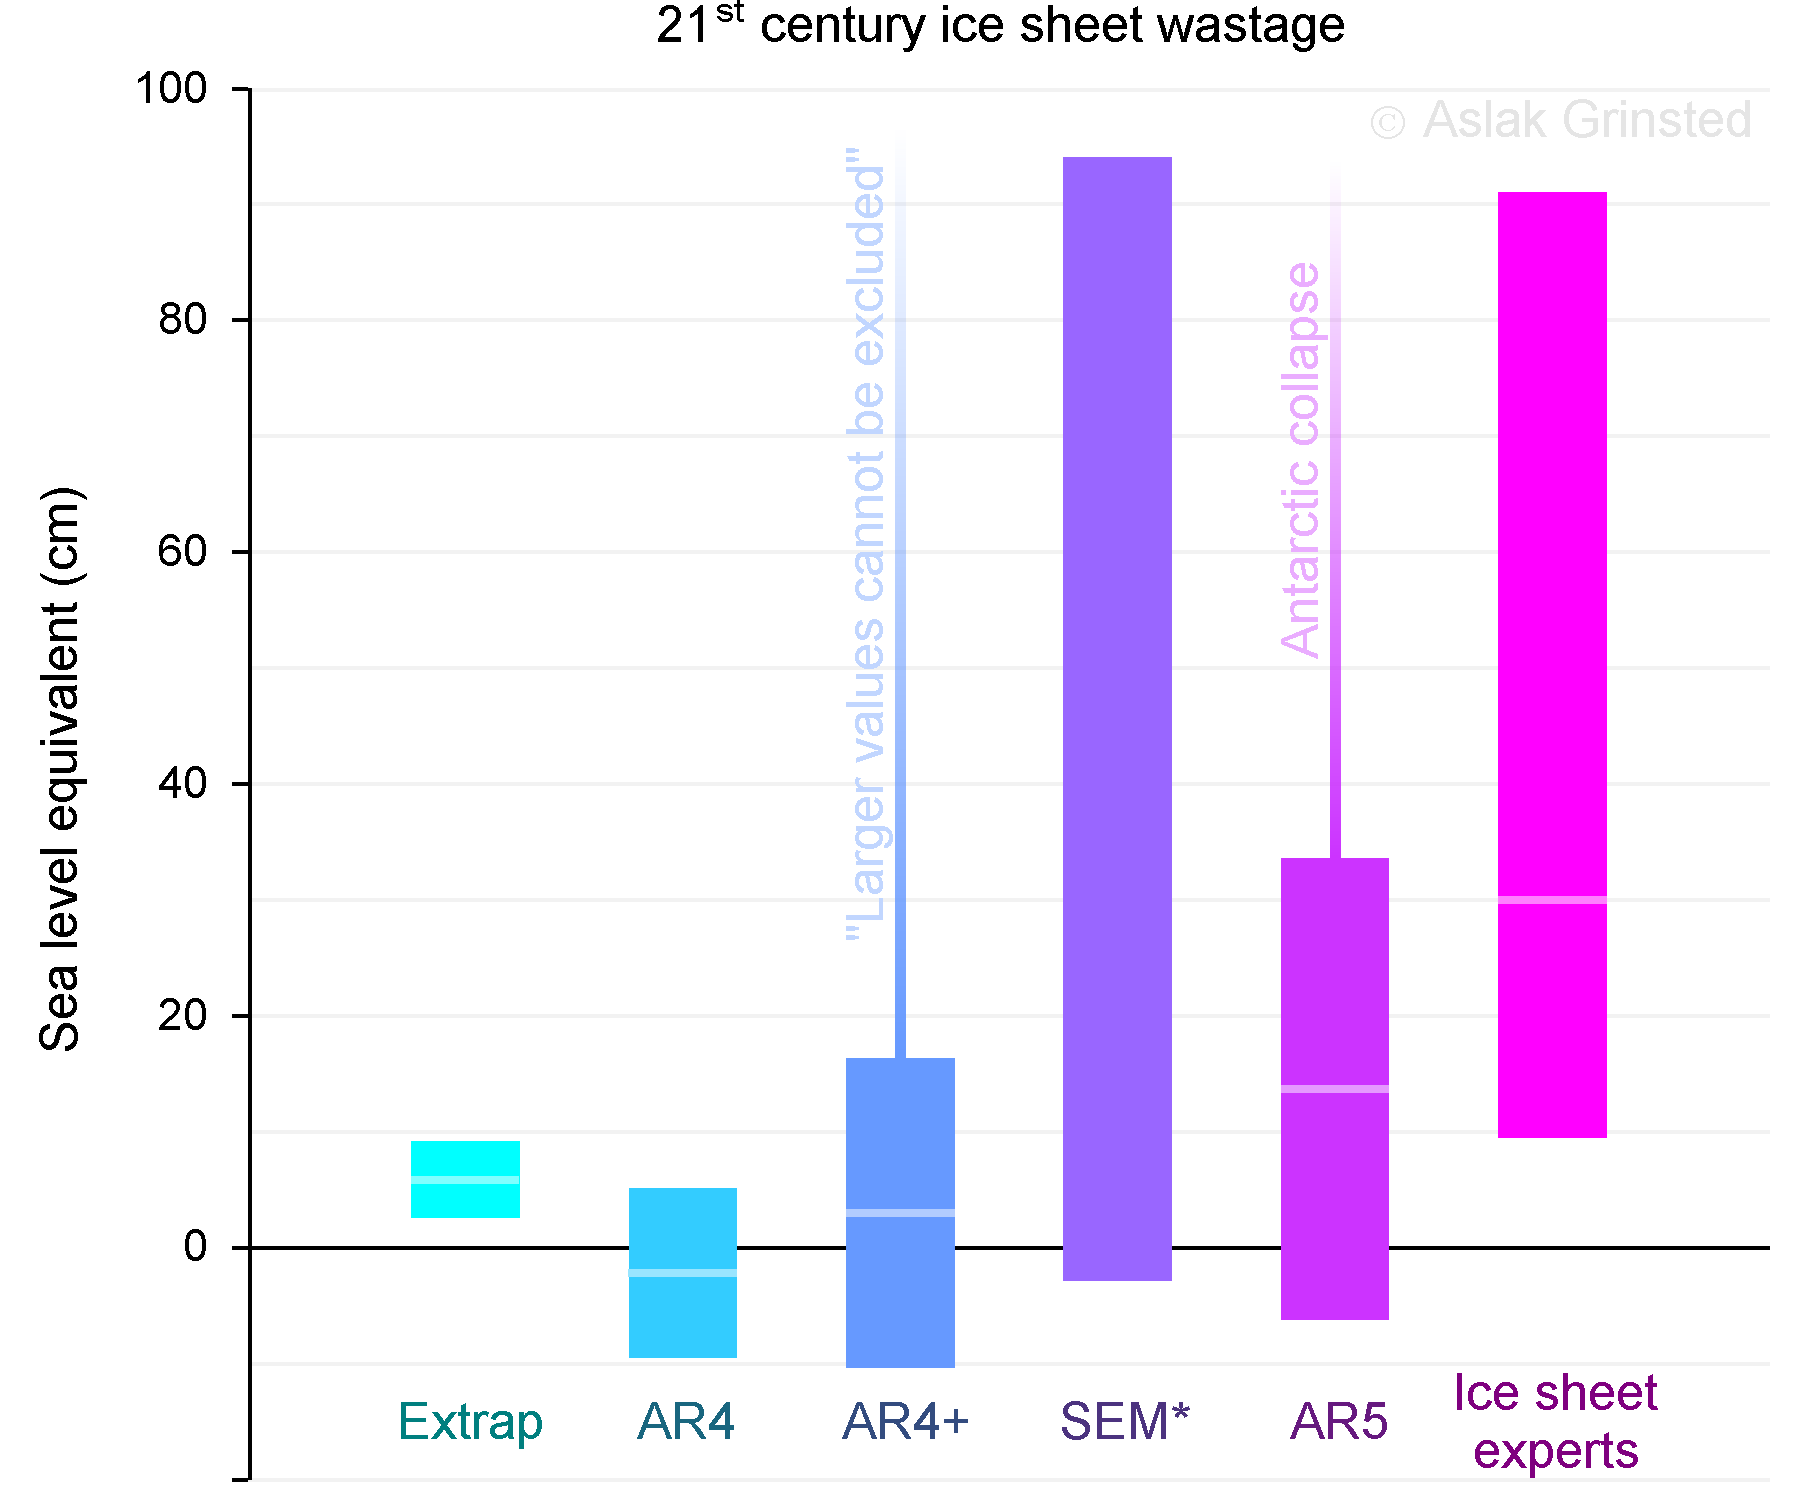 21st century ice sheet wastage
© Aslak Grinsted
100
80
60
40
20
0
Sea level equivalent (cm)
"Larger values cannot be excluded"
Antarctic collapse
Extrap
AR4
AR4+
SEM*
AR5
Ice sheet
experts